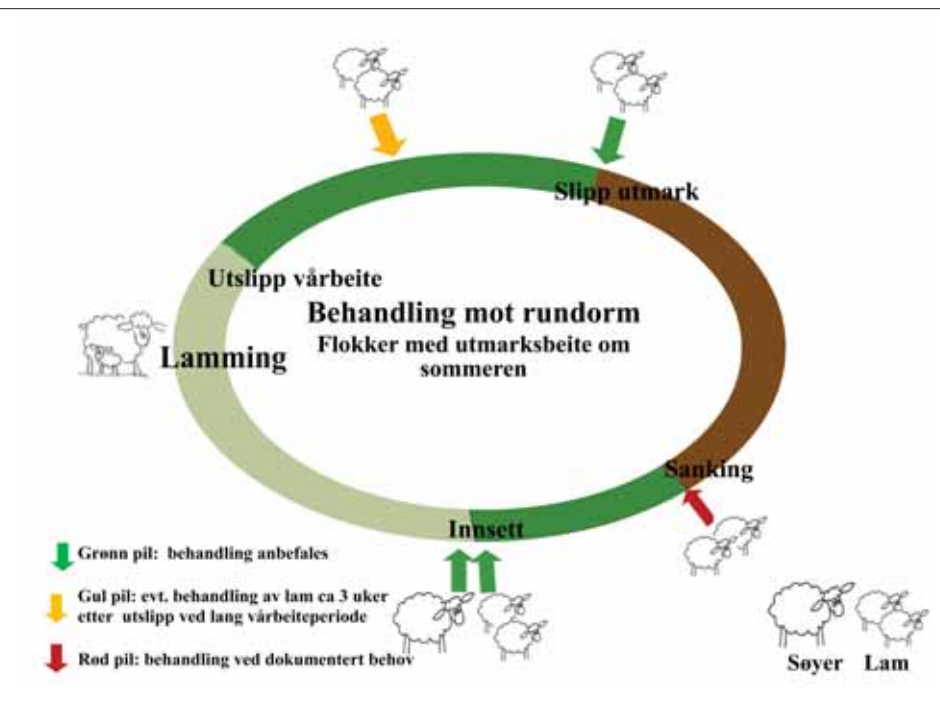 Slipp utmark
Utslipp vårbeite
Behandling mot rundorm
Flokker med utmarksbeite om
sommeren
Lamming
Sanking
Innsett
Grønn pil: behandling anbefales
Gul pil: evt. behandling av lam ca 3 uker
etter utslipp ved lang vårbeiteperiode
Rød pil: behandling ved dokumentert behov
Søyer Lam